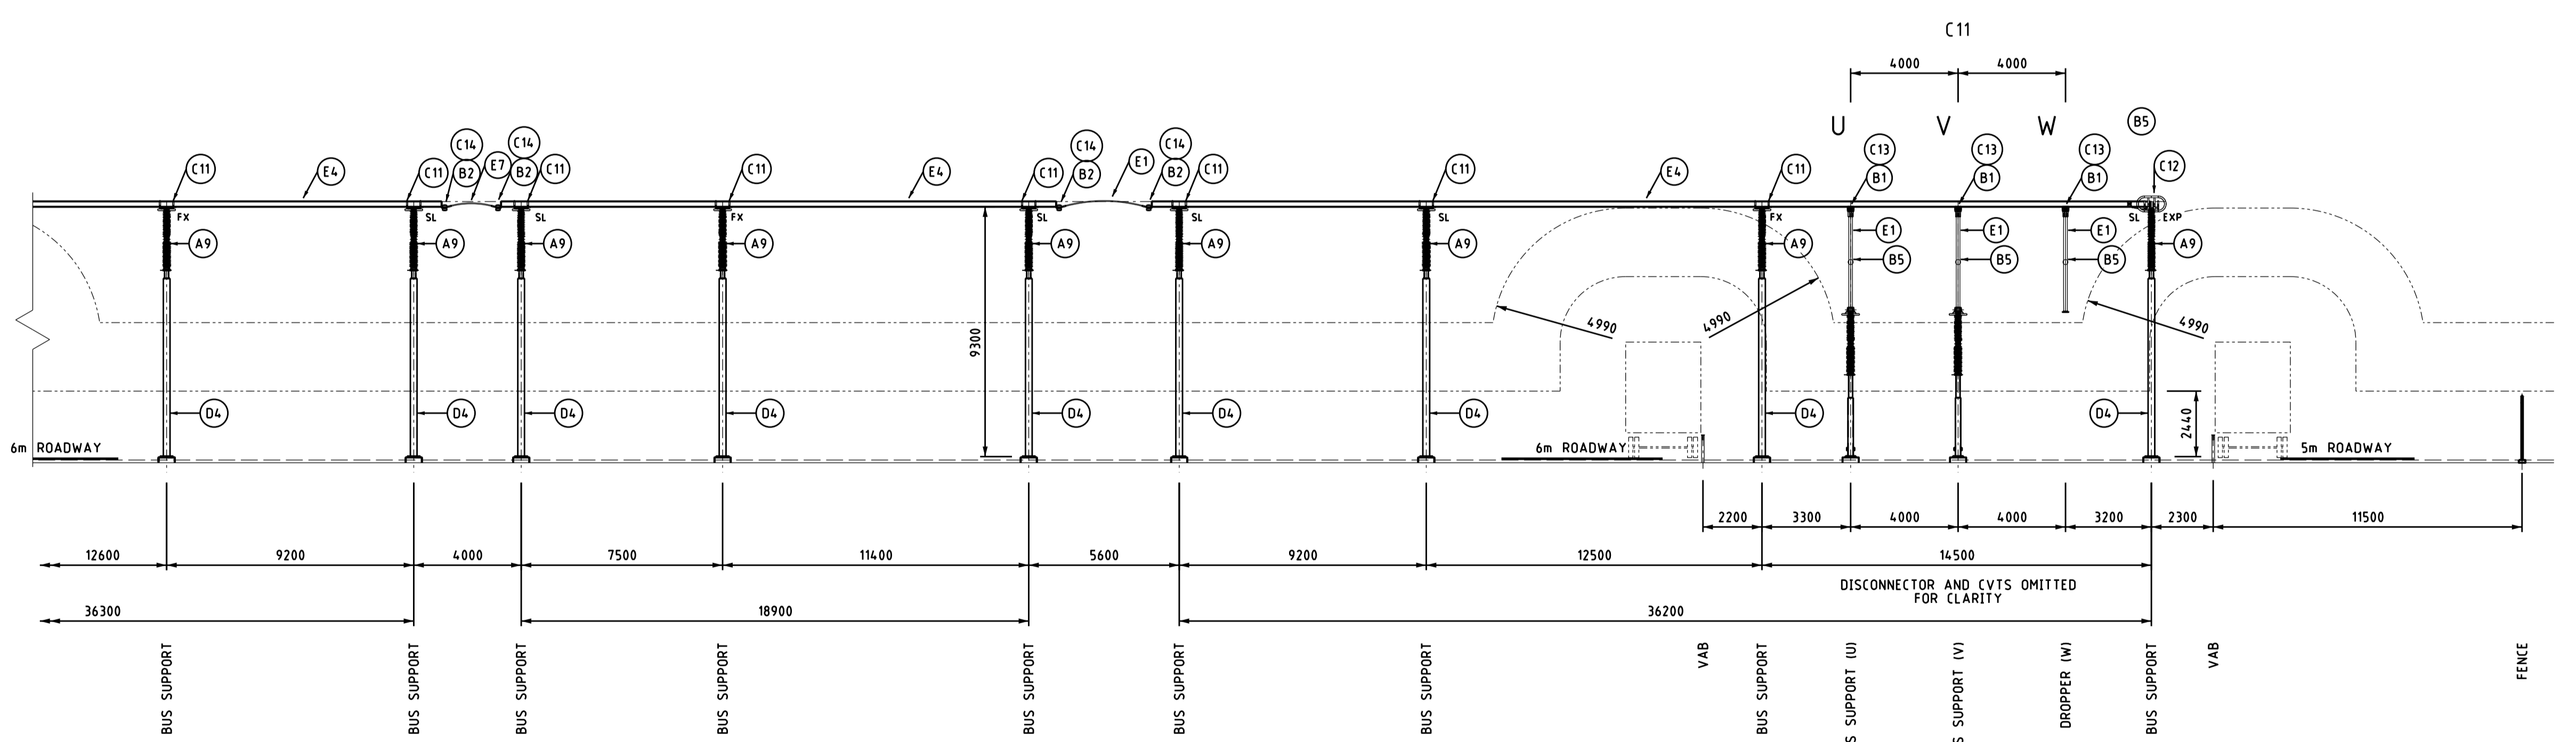 C11
4000 4000
U V W B5
C14 C14 C14 C14 C13 C13 C13
C11 E4 C11 B2 E7 B2 C11 C11 E4 C11 B2 E1 B2 C11 C11 E4 C11 B1 B1 B1 C12
FX SL SL FX SL SL SL FX SL EXP
A9 A9 A9 A9 A9 A9 A9 A9 E1 E1 E1 A9
B5 B5 B5
9300 4990 4990 4990
D4 D4 D4 D4 D4 D4 D4 D4 D4 2440
6m ROADWAY 6m ROADWAY 5m ROADWAY
2200 3300 4000 4000 3200 2300 11500
12600 9200 4000 7500 11400 5600 9200 12500 14500
DISCONNECTOR AND CVTS OMITTED
FOR CLARITY
36300 18900 36200
BUS SUPPORT
BUS SUPPORT
BUS SUPPORT
BUS SUPPORT
BUS SUPPORT
BUS SUPPORT
BUS SUPPORT
VAB
BUS SUPPORT
S SUPPORT (U)
S SUPPORT (V)
DROPPER (W)
BUS SUPPORT
VAB
FENCE